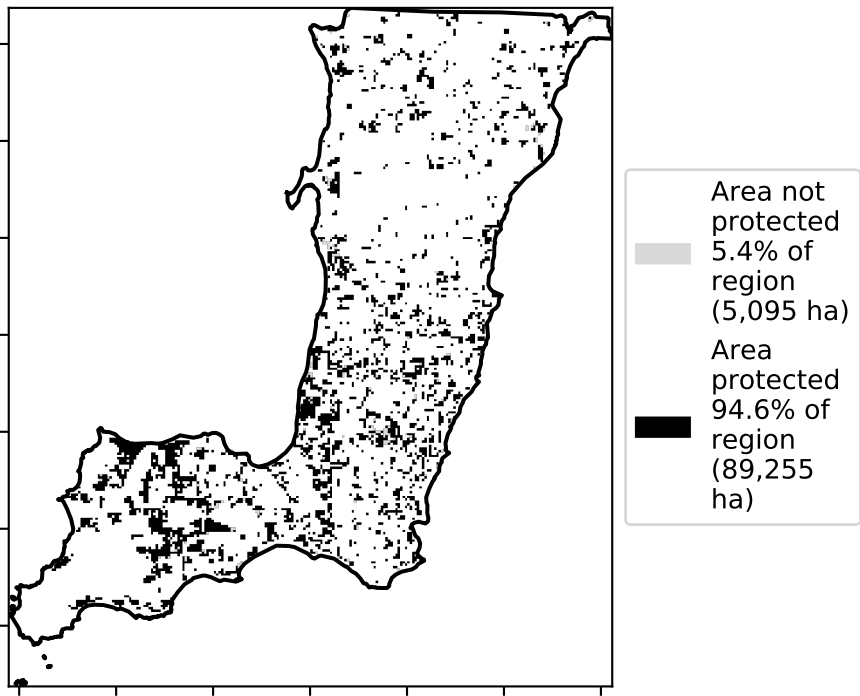 Area not
protected
5.4% of
region
(5,095 ha)
Area
protected
94.6% of
region
(89,255
ha)